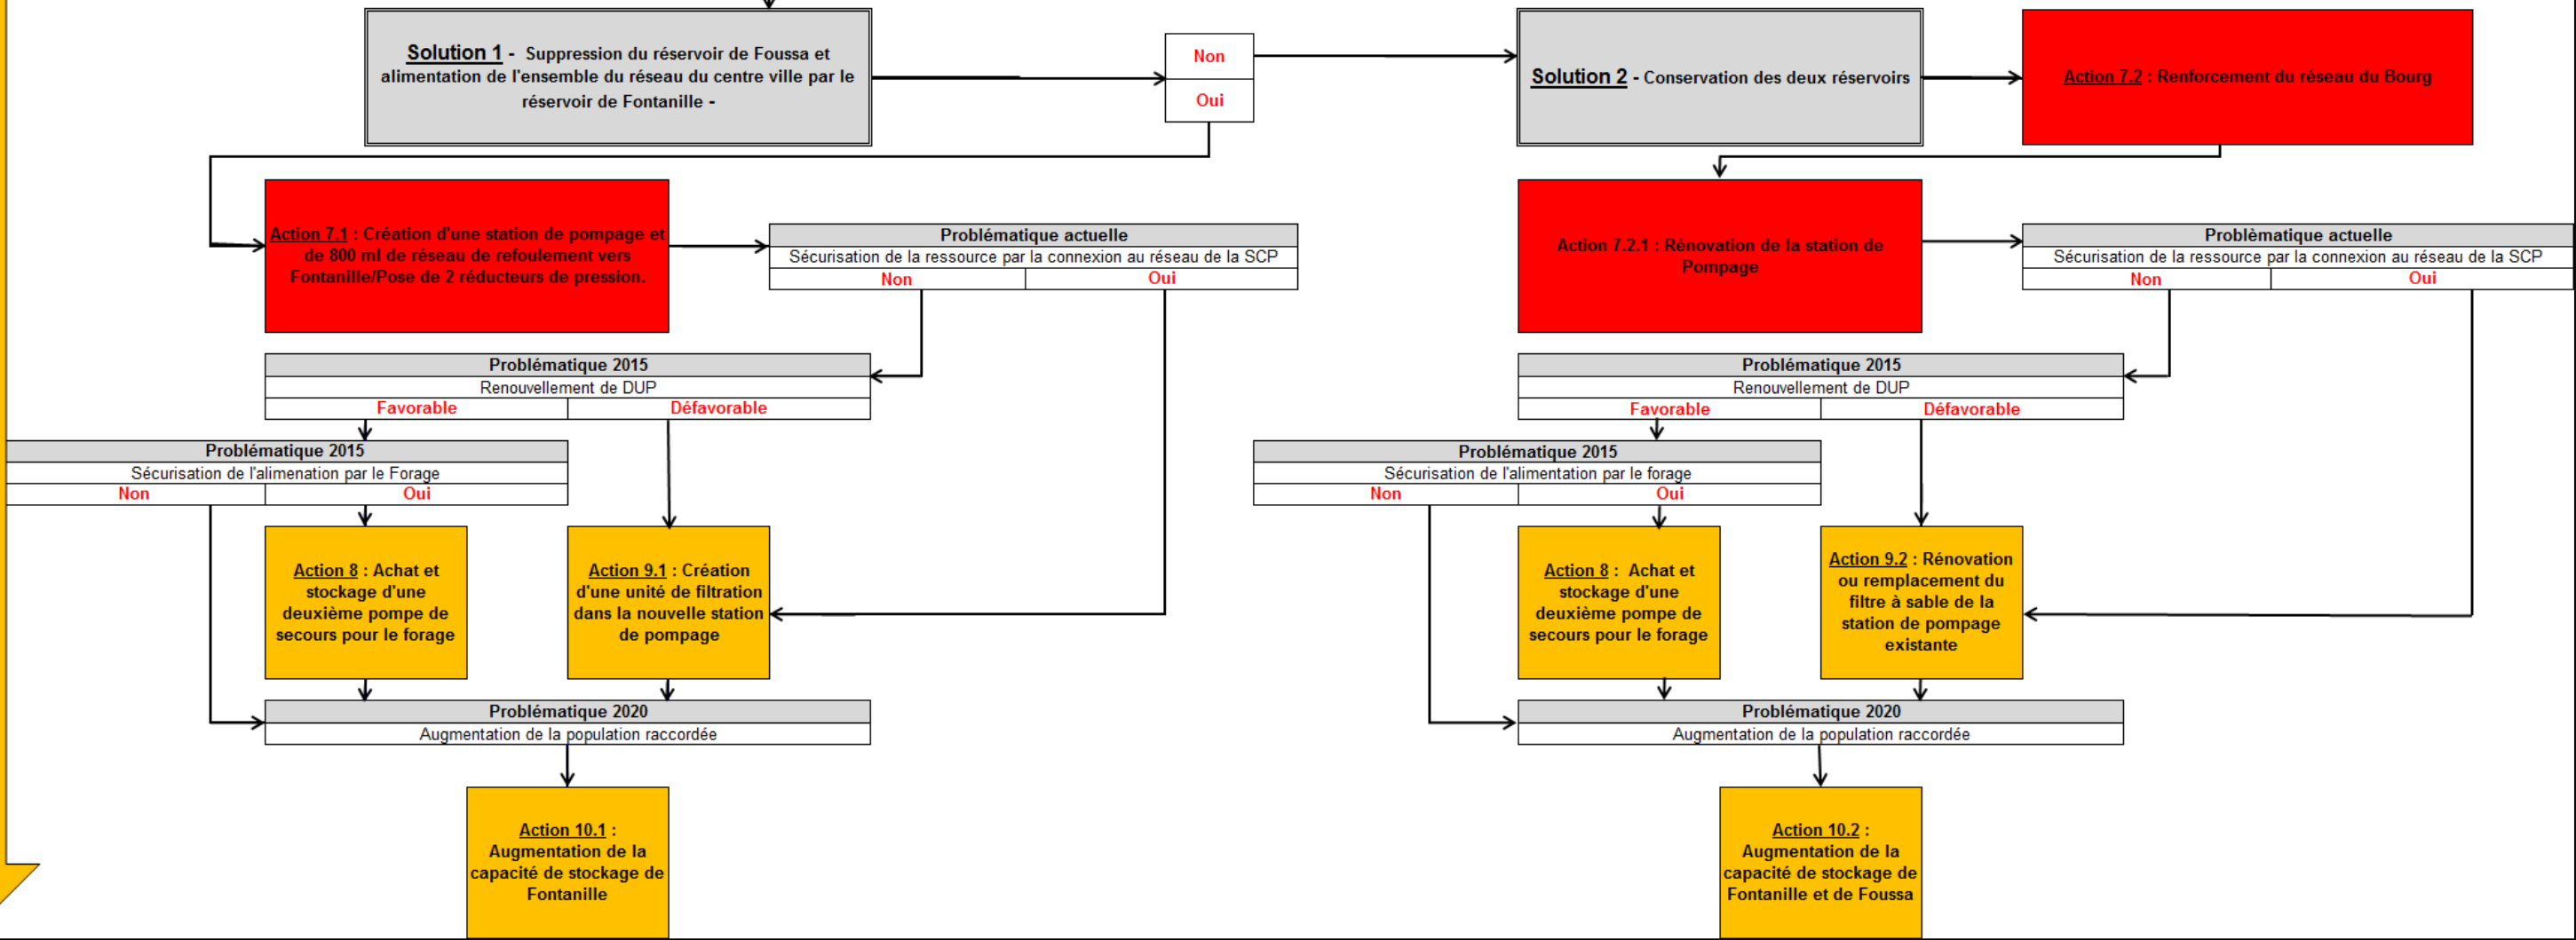 Solution 1 - Suppression du réservoir de Foussa et
alimentation de l'ensemble du réseau du centre ville par le
réservoir de Fontanille -
Non
Oui
Solution 2 - Conservation des deux réservoirs
Action 7.2 : Renforcement du réseau du Bourg
Action 7.1 : Création d'une station de pompage et
de 800 ml de réseau de refoulement vers
Fontanille/Pose de 2 réducteurs de pression.
Problématique actuelle
Sécurisation de la ressource par la connexion au réseau de la SCP
Non
Oui
Action 7.2.1 : Rénovation de la station de
Pompage
Problèmatique actuelle
Sécurisation de la ressource par la connexion au réseau de la SCP
Non
Oui
Problématique 2015
Renouvellement de DUP
Favorable
Défavorable
Problématique 2015
Renouvellement de DUP
Favorable
Défavorable
Problématique 2015
Sécurisation de l'alimenation par le Forage
Non
Oui
Problématique 2015
Sécurisation de l'alimentation par le forage
Non
Oui
Action 8 : Achat et
stockage d'une
deuxième pompe de
secours pour le forage
Action 9.1 : Création
d'une unité de filtration
dans la nouvelle station
de pompage
Action 8 : Achat et
stockage d'une
deuxième pompe de
secours pour le forage
Action 9.2 : Rénovation
ou remplacement du
filtre à sable de la
station de pompage
existante
Problématique 2020
Augmentation de la population raccordée
Problématique 2020
Augmentation de la population raccordée
Action 10.1 :
Augmentation de la
capacité de stockage de
Fontanille
Action 10.2 :
Augmentation de la
capacité de stockage de
Fontanille et de Foussa